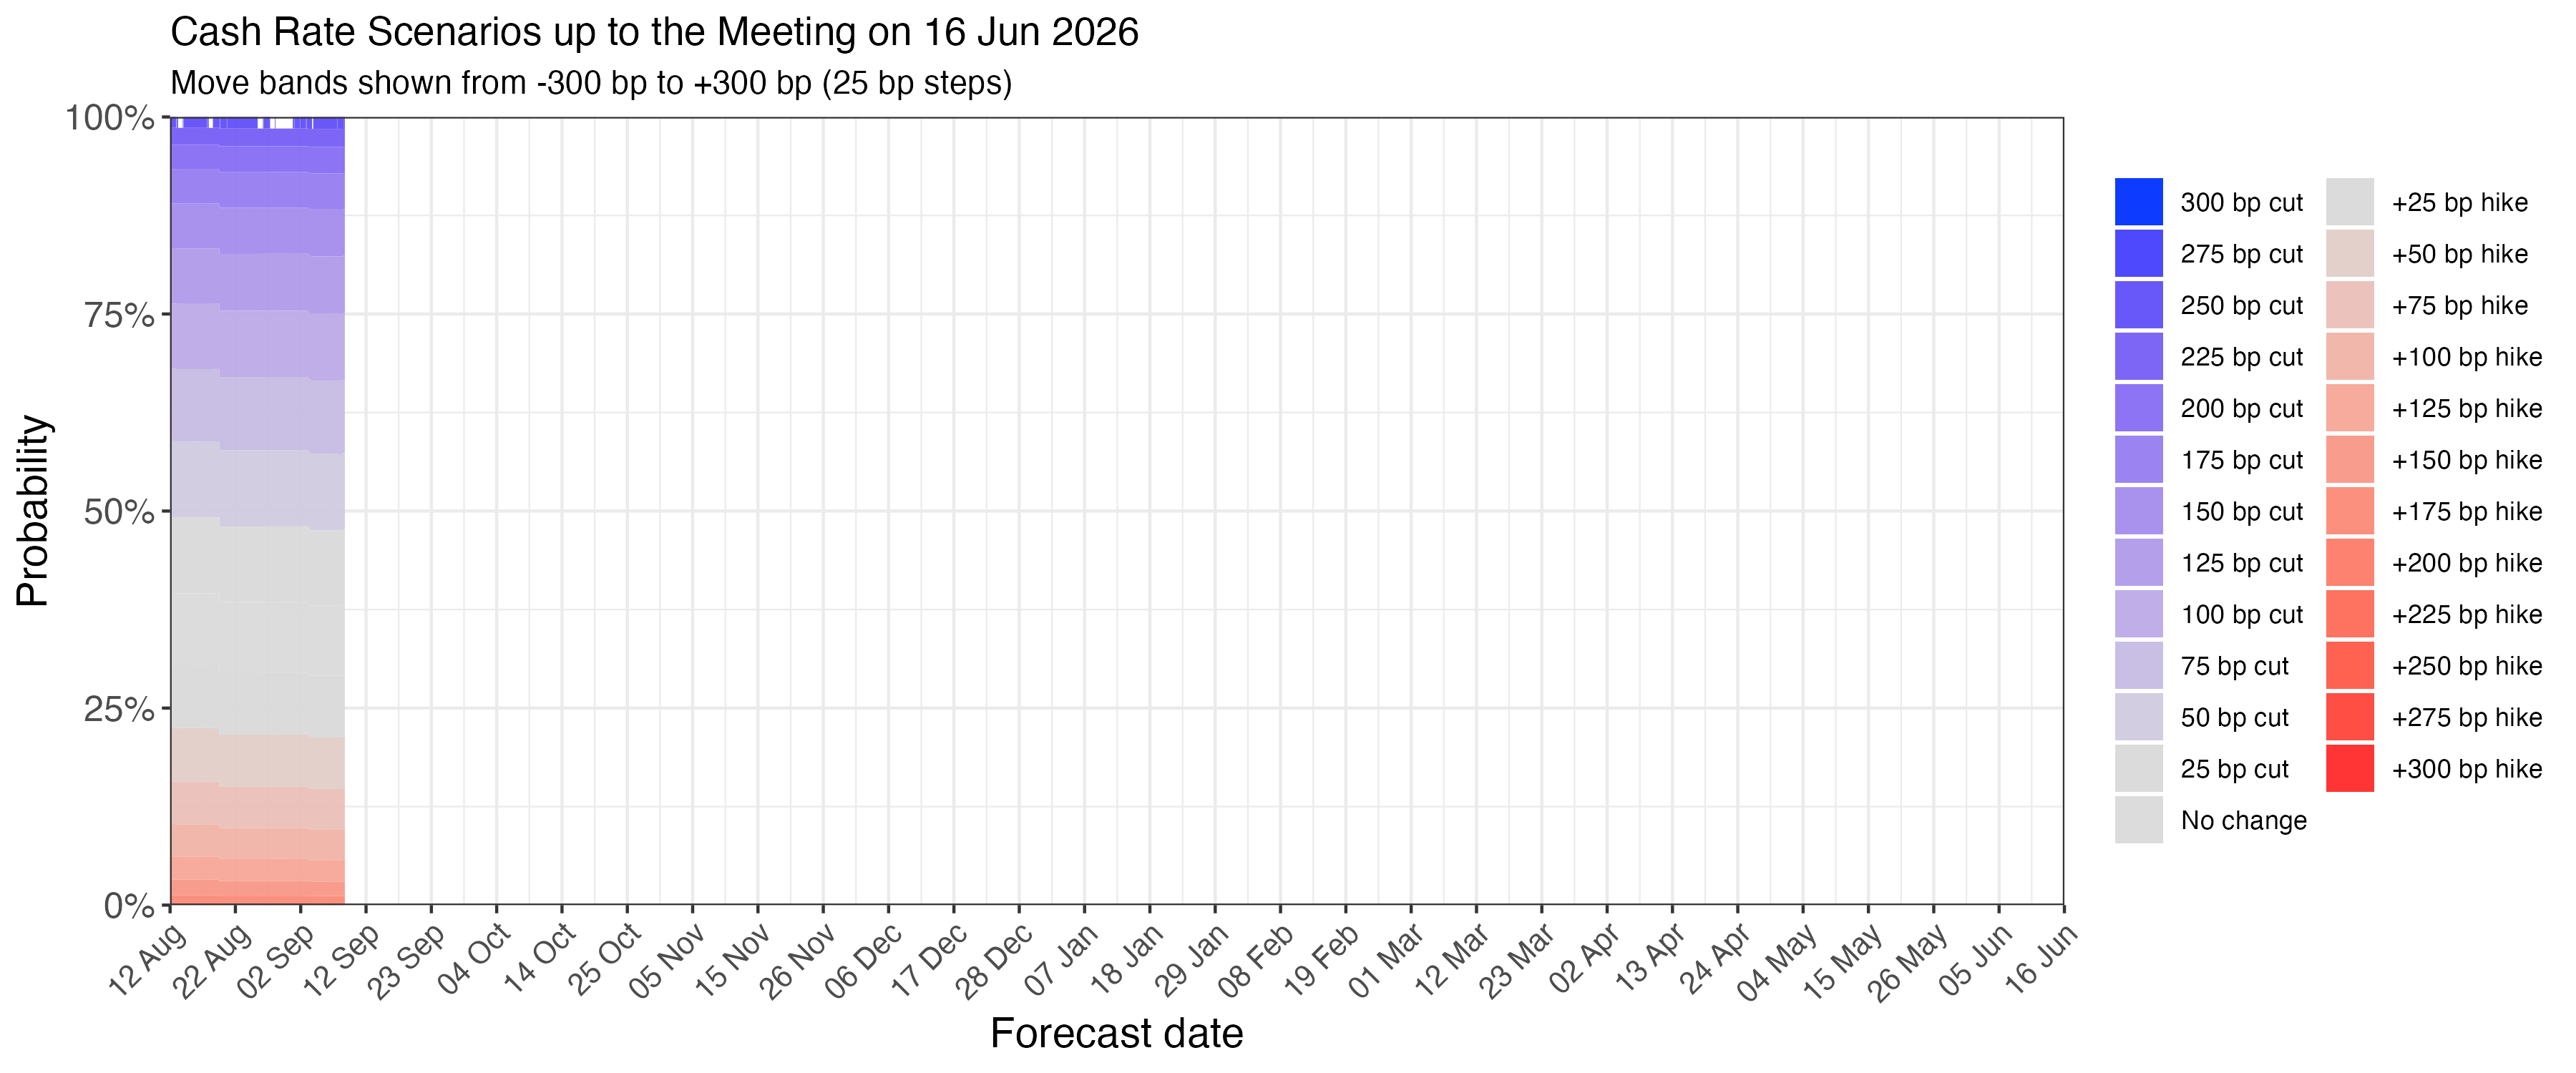 Cash Rate Scenarios up to the Meeting on 16 Jun 2026
Move bands shown from -300 bp to +300 bp (25 bp steps)
Probability
100%
75%
50%
25%
0%
12 Aug
22 Aug
02 Sep
12 Sep
23 Sep
04 Oct
14 Oct
25 Oct
05 Nov
15 Nov
26 Nov
06 Dec
17 Dec
28 Dec
07 Jan
18 Jan
29 Jan
08 Feb
19 Feb
01 Mar
12 Mar
23 Mar
02 Apr
13 Apr
24 Apr
04 May
15 May
26 May
05 Jun
16 Jun
Forecast date
300 bp cut
275 bp cut
250 bp cut
225 bp cut
200 bp cut
175 bp cut
150 bp cut
125 bp cut
100 bp cut
75 bp cut
50 bp cut
25 bp cut
No change
+25 bp hike
+50 bp hike
+75 bp hike
+100 bp hike
+125 bp hike
+150 bp hike
+175 bp hike
+200 bp hike
+225 bp hike
+250 bp hike
+275 bp hike
+300 bp hike